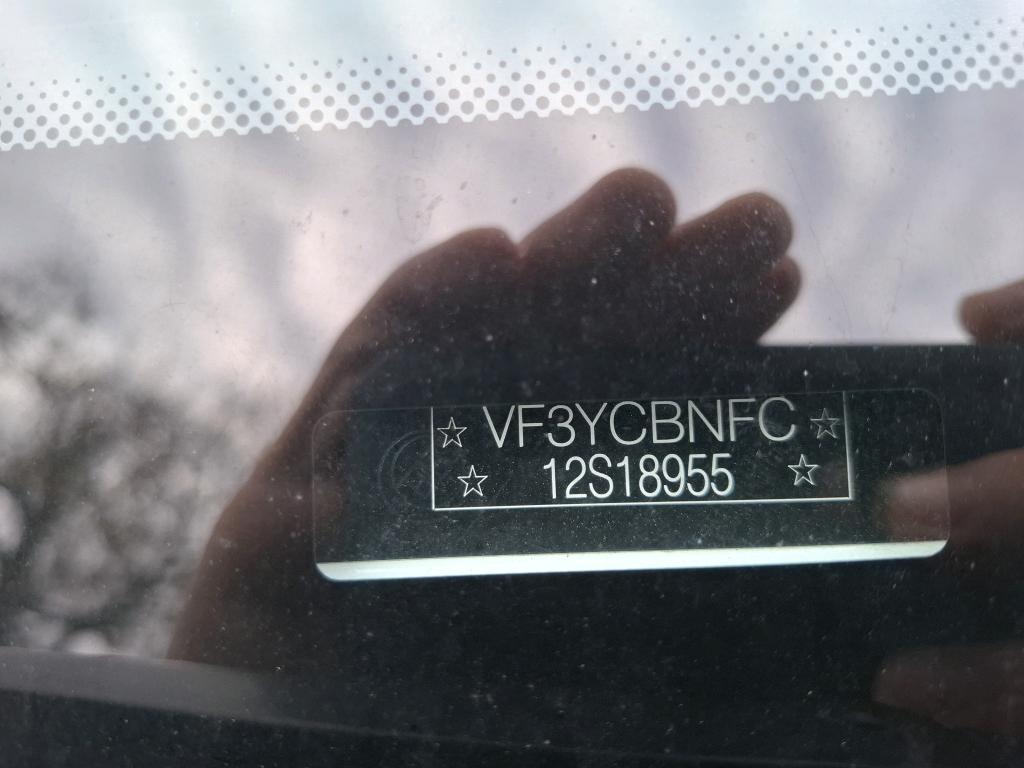 ☆ VF3YCBNFC ☆
☆ 12S18955 ☆